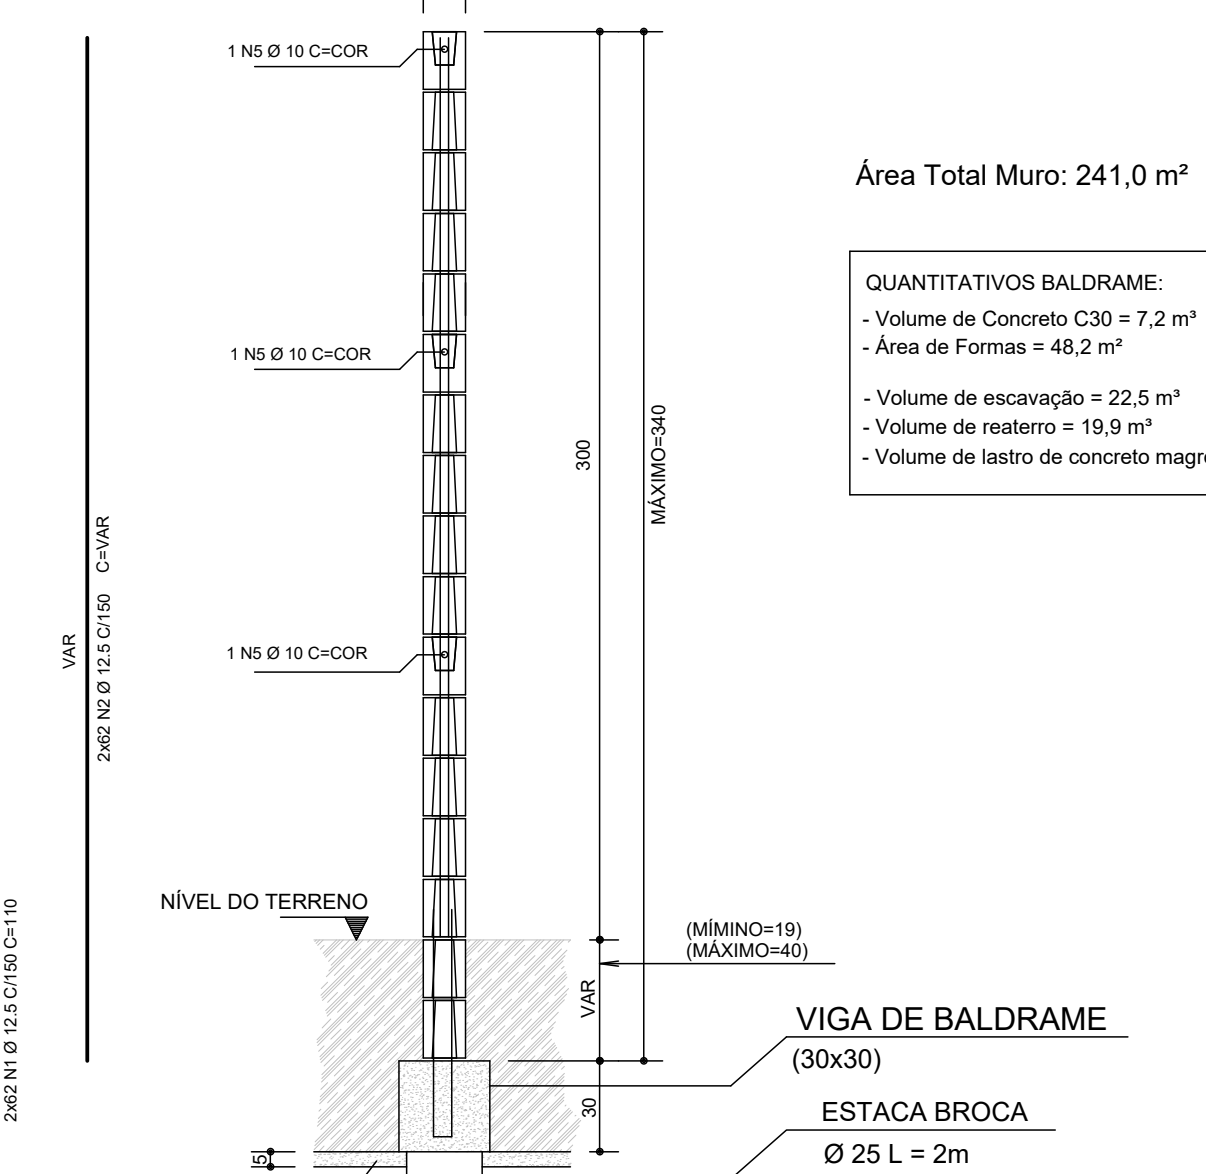 1 N5 Ø 10 C=COR
Área Total Muro: 241,0 m²
QUANTITATIVOS BALDRAME:
- Volume de Concreto C30 = 7,2 m³
- Área de Formas = 48,2 m²
- Volume de escavação = 22,5 m³
- Volume de reaterro = 19,9 m³
- Volume de lastro de concreto
1 N5 Ø 10 C=COR
300
MÁXIMO=340
VAR
2x62 N2 Ø 12.5 C/150 C=VAR
1 N5 Ø 10 C=COR
2x62 N1 Ø 12.5 C/150 C=110
NÍVEL DO TERRENO
(MÍMINO=19)
(MÁXIMO=40)
VAR
VIGA DE BALDRAME
(30x30)
30
ESTACA BROCA
Ø 25 L = 2m
5